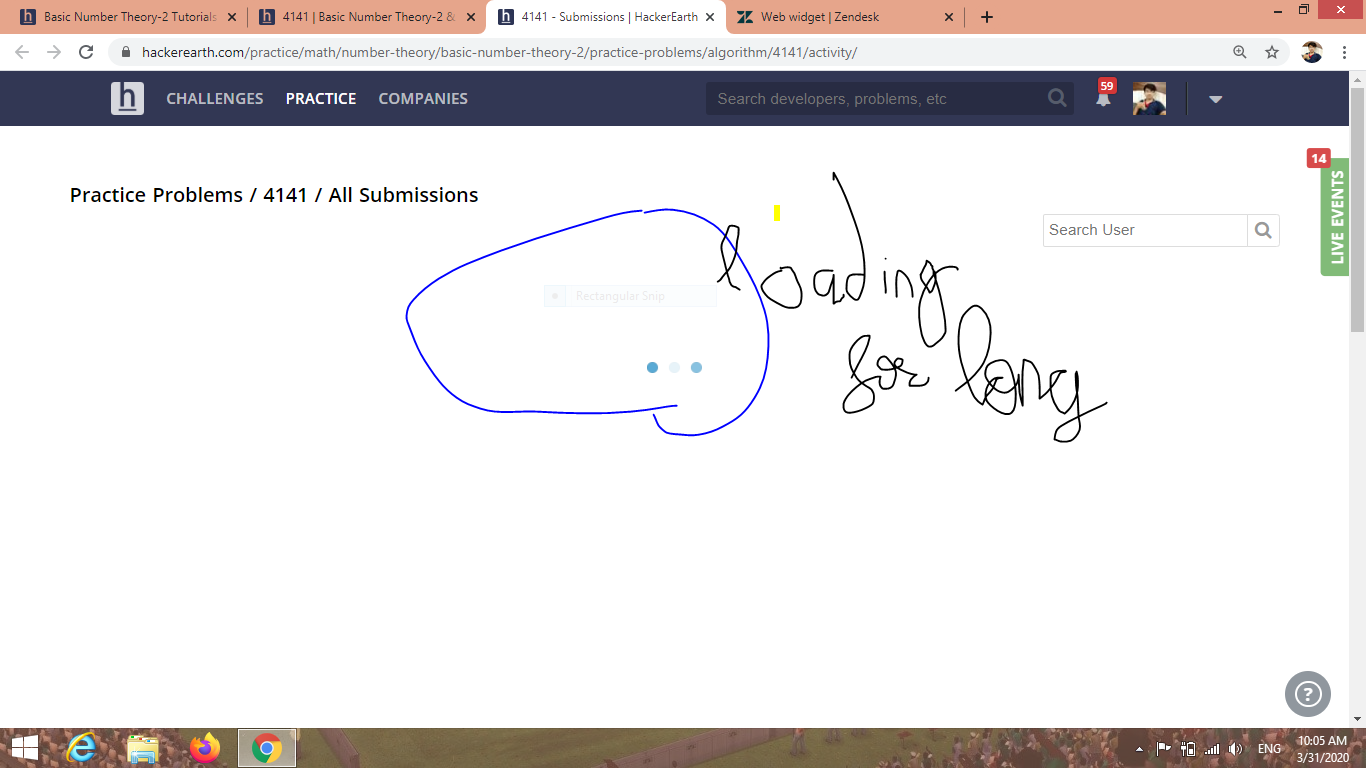 Basic Number Theory-2 Tutorials
4141 | Basic Number Theory-2 &
4141 - Submissions | HackerEarth
Web widget | Zendesk
hackerearth.com/practice/math/number-theory/basic-number-theory-2/practice-problems/algorithm/4141/activity/
h CHALLENGES PRACTICE COMPANIES
Search developers, problems, etc
59
14
LIVE EVENTS
Practice Problems / 4141 / All Submissions
Search User
loading
Rectangular Snip
for long
?
ENG
10:05 AM
3/31/2020